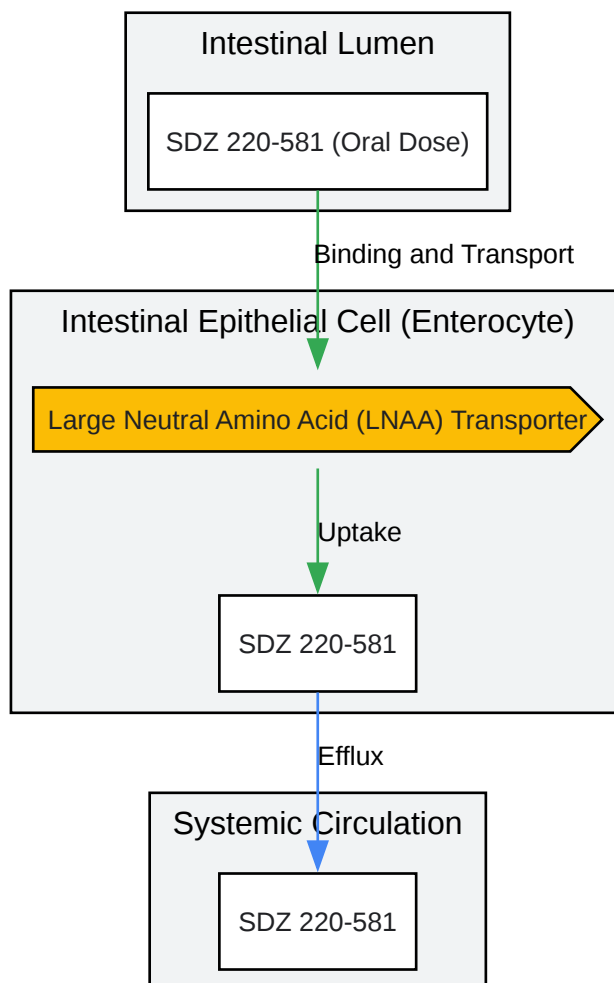 Intestinal Lumen
SDZ 220-581 (Oral Dose)
Binding and Transport
Intestinal Epithelial Cell (Enterocyte)
Large Neutral Amino Acid (LNAA) Transporter
Uptake
SDZ 220-581
Efflux
Systemic Circulation
SDZ 220-581